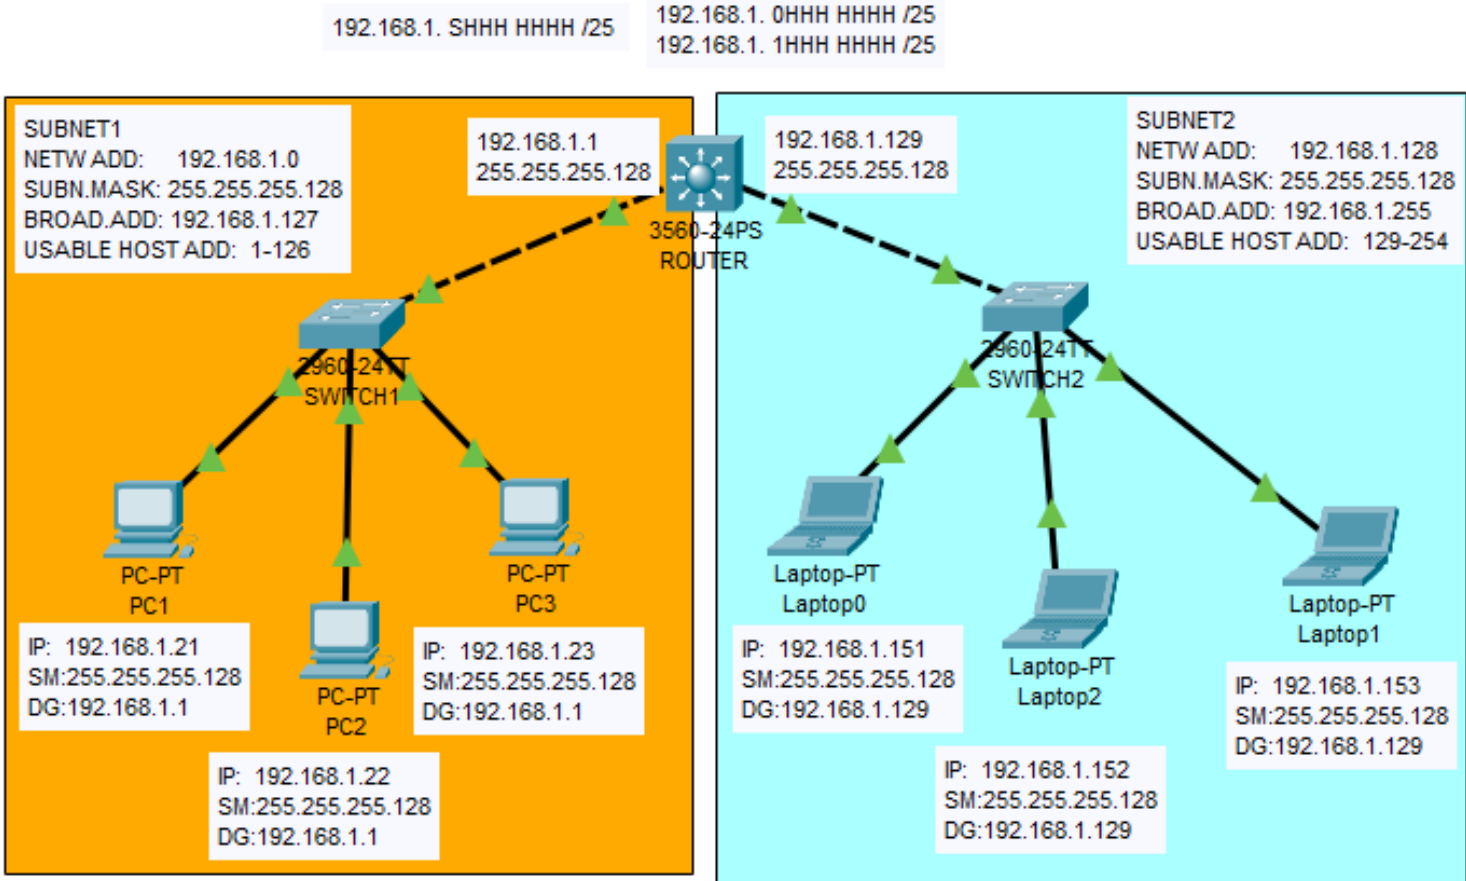 192.168.1. SHHH HHHH /25
192.168.1. 0HHH HHHH /25
192.168.1. 1HHH HHHH /25
SUBNET1
NETW ADD: 192.168.1.0
SUBN.MASK: 255.255.255.128
BROAD.ADD: 192.168.1.127
USABLE HOST ADD: 1-126
192.168.1.1
255.255.255.128
192.168.1.129
255.255.255.128
SUBNET2
NETW ADD: 192.168.1.128
SUBN.MASK: 255.255.255.128
BROAD.ADD: 192.168.1.255
USABLE HOST ADD: 129-254
3560-24PS
ROUTER
2960-24TT
SWITCH1
2960-24TT
SWITCH2
PC-PT
PC1
IP: 192.168.1.21
SM:255.255.255.128
DG:192.168.1.1
PC-PT
PC2
IP: 192.168.1.22
SM:255.255.255.128
DG:192.168.1.1
PC-PT
PC3
IP: 192.168.1.23
SM:255.255.255.128
DG:192.168.1.1
Laptop-PT
Laptop0
IP: 192.168.1.151
SM:255.255.255.128
DG:192.168.1.129
Laptop-PT
Laptop2
IP: 192.168.1.152
SM:255.255.255.128
DG:192.168.1.129
Laptop-PT
Laptop1
IP: 192.168.1.153
SM:255.255.255.128
DG:192.168.1.129